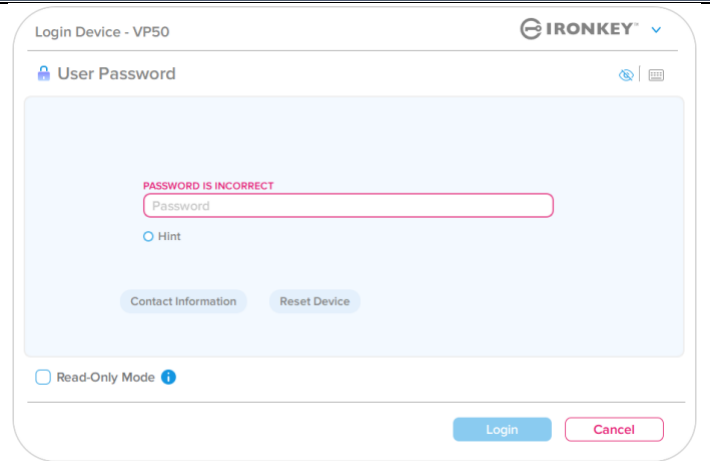 Login Device - VP50
IRONKEY™
User Password
PASSWORD IS INCORRECT
Password
Hint
Contact Information
Reset Device
Read-Only Mode
Login
Cancel